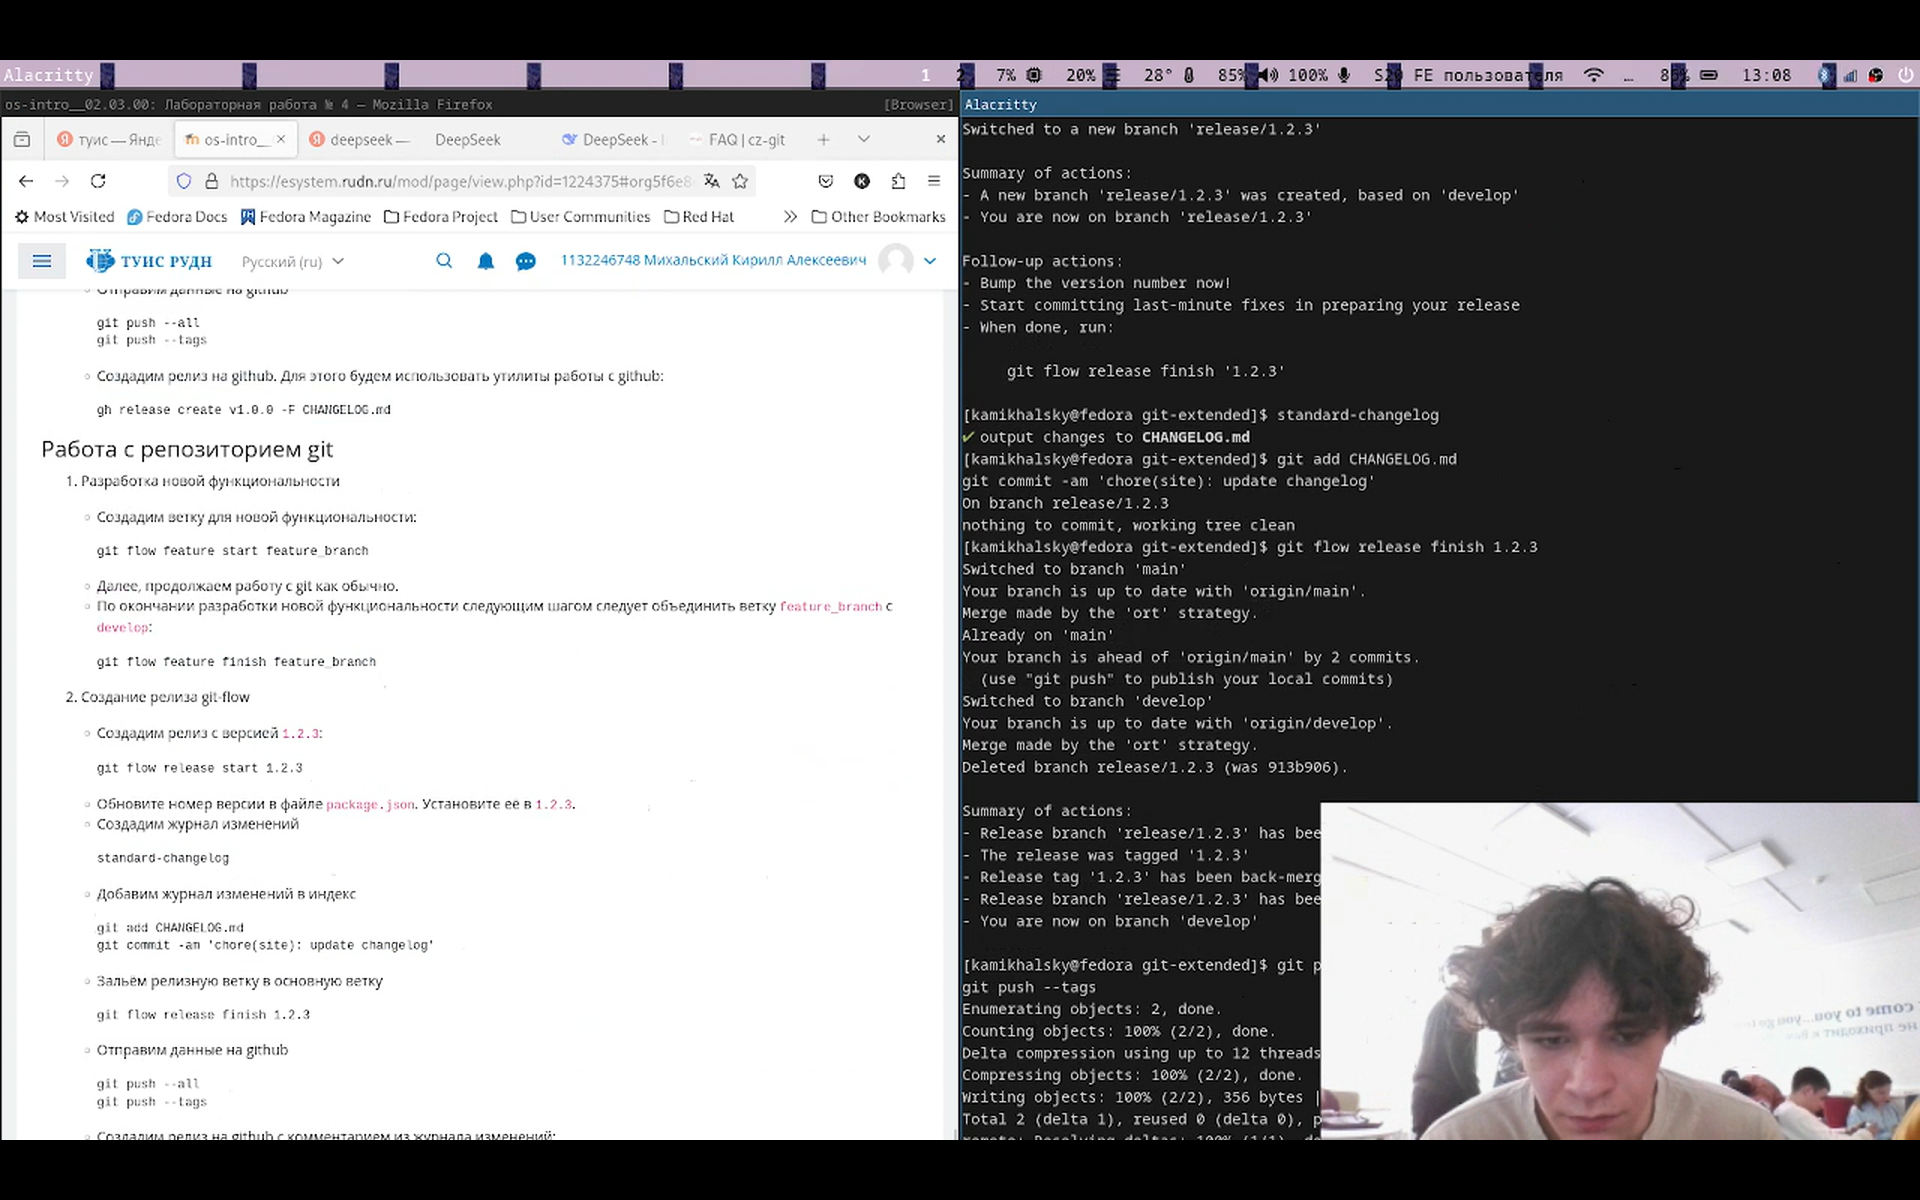 Alacritty
1 2 7% 20% 28° 85% 100% FE пользователя … 13:08
os-intro__02.03.00: Лабораторная работа № 4 — Mozilla Firefox [Browser]
туис — Янде os-intro__ deepseek — DeepSeek DeepSeek - FAQ | cz-git
https://esystem.rudn.ru/mod/page/view.php?id=1224375#org5f6e8
Most Visited Fedora Docs Fedora Magazine Fedora Project User Communities Red Hat Other Bookmarks
ТУИС РУДН Русский (ru) 1132246748 Михальский Кирилл Алексеевич
Отправим данные на github
git push --all
git push --tags
Создадим релиз на github. Для этого будем использовать утилиты работы с github:
gh release create v1.0.0 -F CHANGELOG.md
Работа с репозиторием git
1. Разработка новой функциональности
Создадим ветку для новой функциональности:
git flow feature start feature_branch
Далее, продолжаем работу c git как обычно.
По окончании разработки новой функциональности следующим шагом следует объединить ветку feature_branch c
develop:
git flow feature finish feature_branch
2. Создание релиза git-flow
Создадим релиз с версией 1.2.3:
git flow release start 1.2.3
Обновите номер версии в файле package.json. Установите её в 1.2.3.
Создадим журнал изменений
standard-changelog
Добавим журнал изменений в индекс
git add CHANGELOG.md
git commit -am 'chore(site): update changelog'
Зальём релизную ветку в основную ветку
git flow release finish 1.2.3
Отправим данные на github
git push --all
git push --tags
Создадим релиз на github с комментарием из журнала изменений:
Alacritty
Switched to a new branch 'release/1.2.3'
Summary of actions:
- A new branch 'release/1.2.3' was created, based on 'develop'
- You are now on branch 'release/1.2.3'
Follow-up actions:
- Bump the version number now!
- Start committing last-minute fixes in preparing your release
- When done, run:
git flow release finish '1.2.3'
[kamikhalsky@fedora git-extended]$ standard-changelog
✔ output changes to CHANGELOG.md
[kamikhalsky@fedora git-extended]$ git add CHANGELOG.md
git commit -am 'chore(site): update changelog'
On branch release/1.2.3
nothing to commit, working tree clean
[kamikhalsky@fedora git-extended]$ git flow release finish 1.2.3
Switched to branch 'main'
Your branch is up to date with 'origin/main'.
Merge made by the 'ort' strategy.
Already on 'main'
Your branch is ahead of 'origin/main' by 2 commits.
(use "git push" to publish your local commits)
Switched to branch 'develop'
Your branch is up to date with 'origin/develop'.
Merge made by the 'ort' strategy.
Deleted branch release/1.2.3 (was 913b906).
Summary of actions:
- Release branch 'release/1.2.3' has bee
- The release was tagged '1.2.3'
- Release tag '1.2.3' has been back-merg
- Release branch 'release/1.2.3' has bee
- You are now on branch 'develop'
[kamikhalsky@fedora git-extended]$ git p
git push --tags
Enumerating objects: 2, done.
Counting objects: 100% (2/2), done.
Delta compression using up to 12 threads
Compressing objects: 100% (2/2), done.
Writing objects: 100% (2/2), 356 bytes |
Total 2 (delta 1), reused 0 (delta 0), p
remote: Resolving deltas: 100% (1/1), do